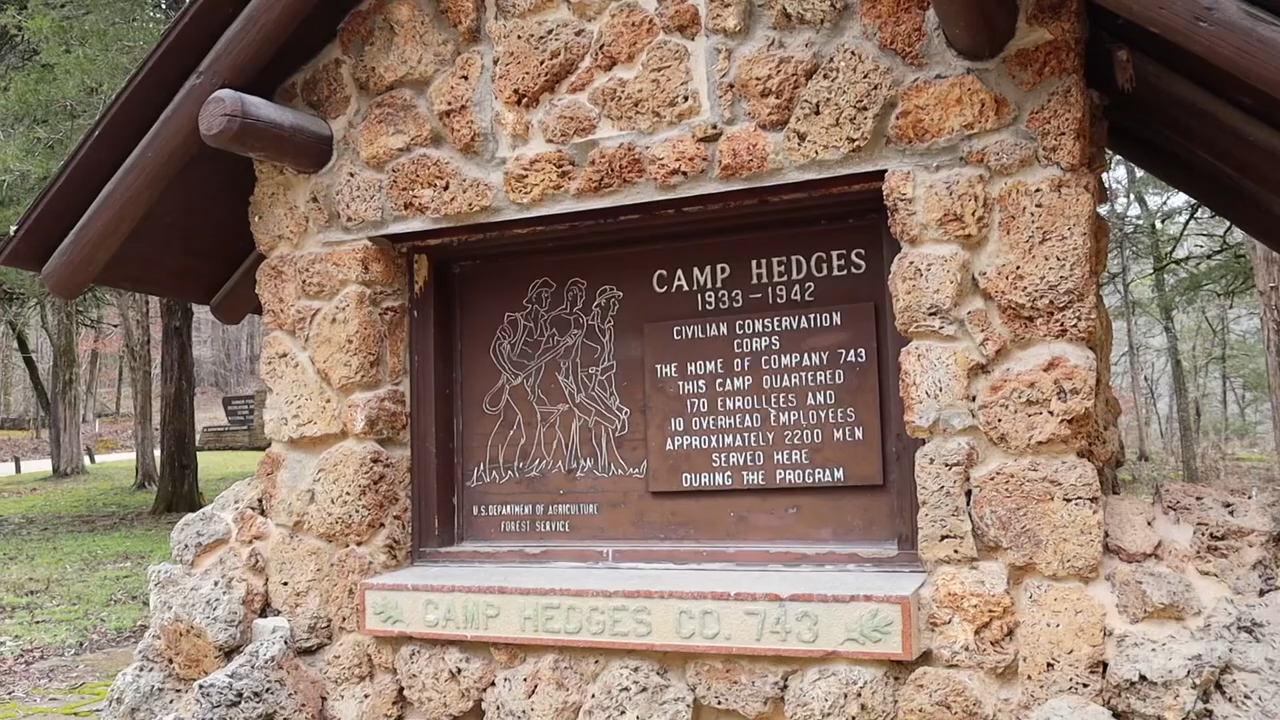 CAMP HEDGES
1933-1942
CIVILIAN CONSERVATION
CORPS
THE HOME OF COMPANY 743
THIS CAMP QUARTERED
170 ENROLLEES AND
10 OVERHEAD EMPLOYEES
APPROXIMATELY 2200 MEN
SERVED HERE
DURING THE PROGRAM
U.S. DEPARTMENT OF AGRICULTURE
FOREST SERVICE
CAMP HEDGES CO. 743